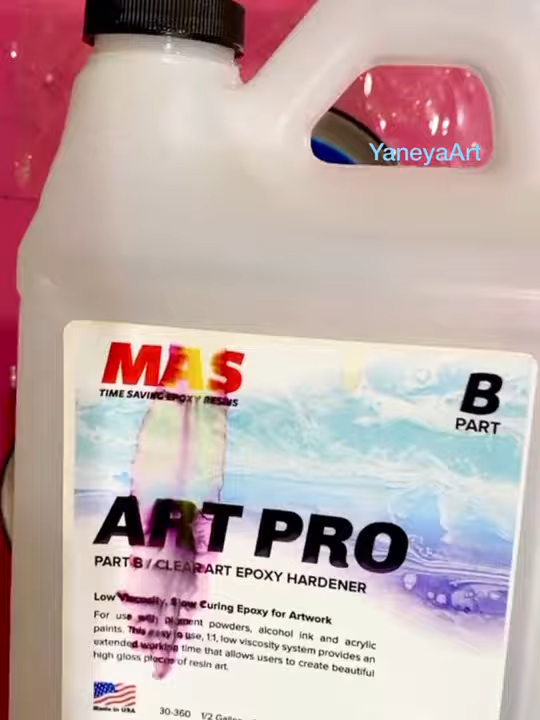 YaneyaArt
MAS
TIME SAVING EPOXY RESINS
B
PART
ART PRO
PART B / CLEAR ART EPOXY HARDENER
Low Viscosity, Slow Curing Epoxy for Artwork
For use with pigment powders, alcohol ink and acrylic
paints. This easy to use, 1:1, low viscosity system provides an
extended working time that allows users to create beautiful
high gloss pieces of resin art.
Made in USA
30-360 1/2